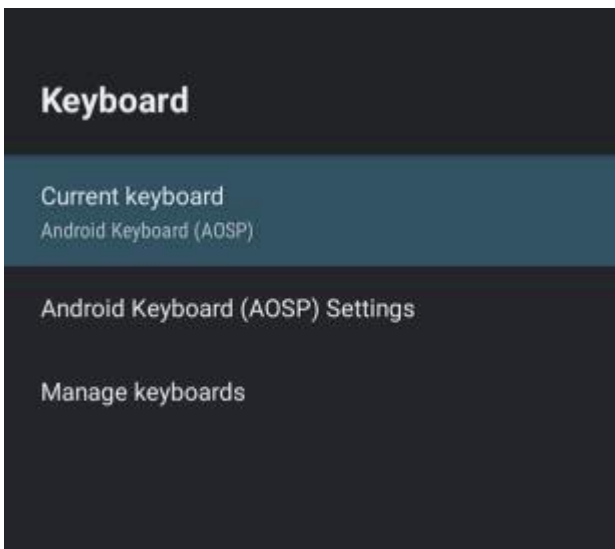 Keyboard
Current keyboard
Android Keyboard (AOSP)
Android Keyboard (AOSP) Settings
Manage keyboards